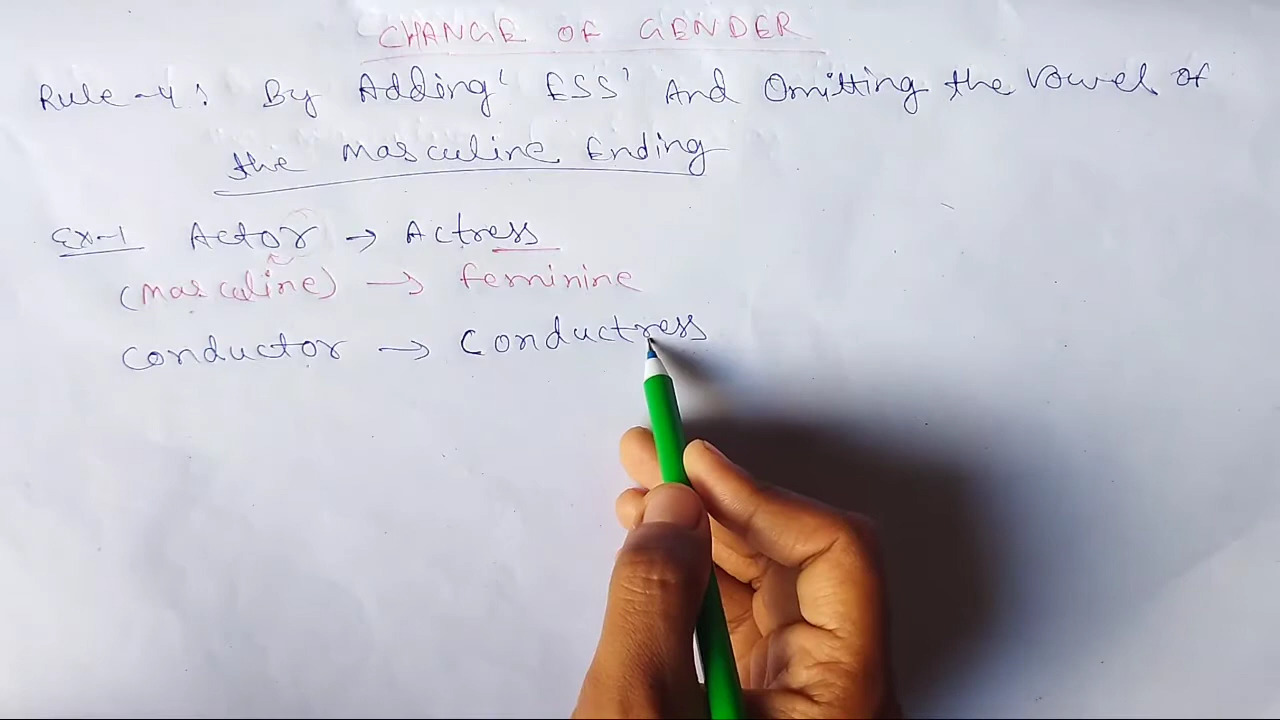 CHANGE OF GENDER
Rule-4: By Adding 'ESS' And Omitting the Vowel of
the Masculine Ending
Ex-1 Actor → Actress
(Masculine) → feminine
Conductor → Conductress